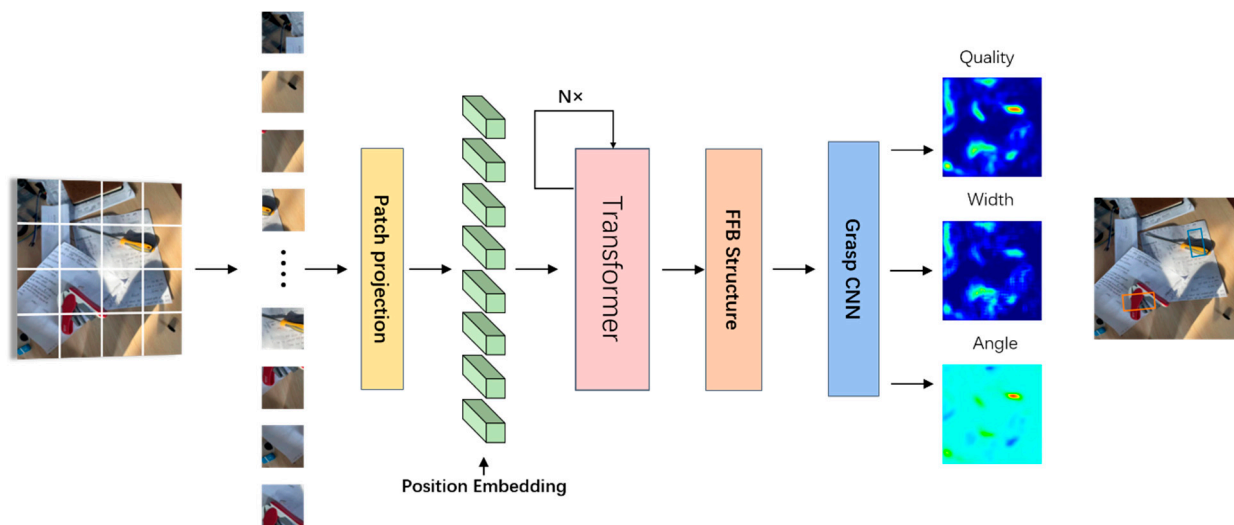 Patch projection
Position Embedding
N×
Transformer
FFB Structure
Grasp CNN
Quality
Width
Angle